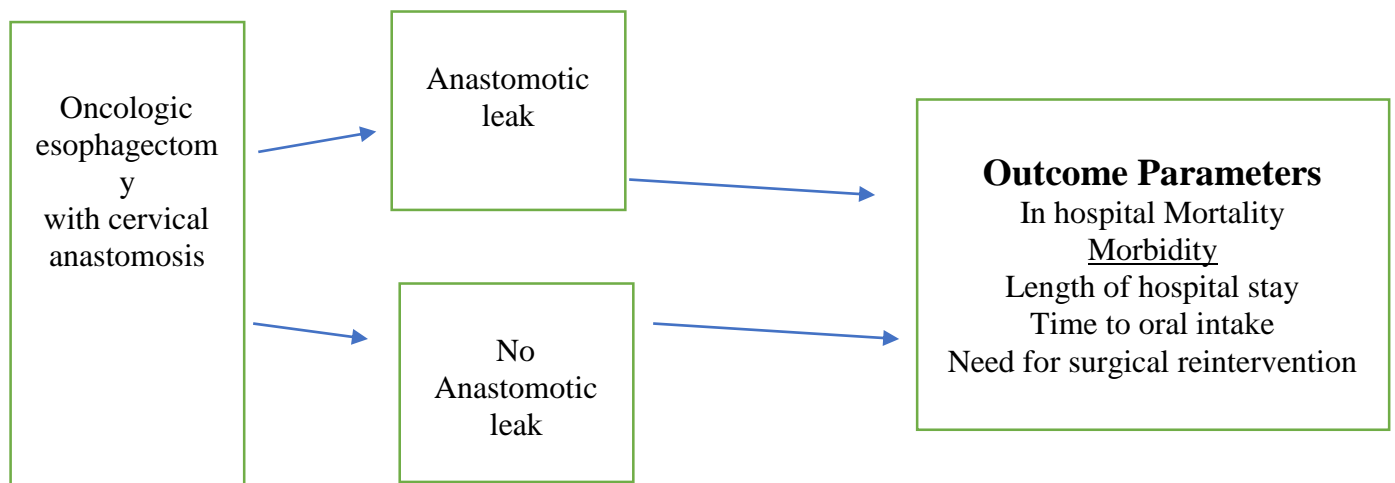 Oncologic
esophagectom
y
with cervical
anastomosis
Anastomotic
leak
No
Anastomotic
leak
Outcome Parameters
In hospital Mortality
Morbidity
Length of hospital stay
Time to oral intake
Need for surgical reintervention